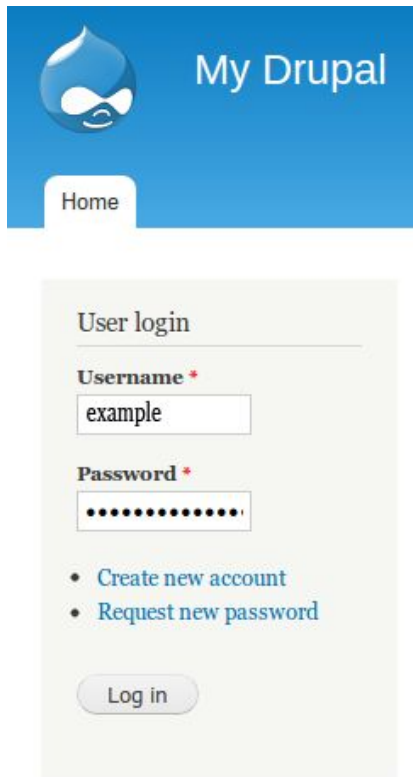 My Drupal
Home
User login
Username *
example
Password *
••••••••••••••
Create new account
Request new password
Log in